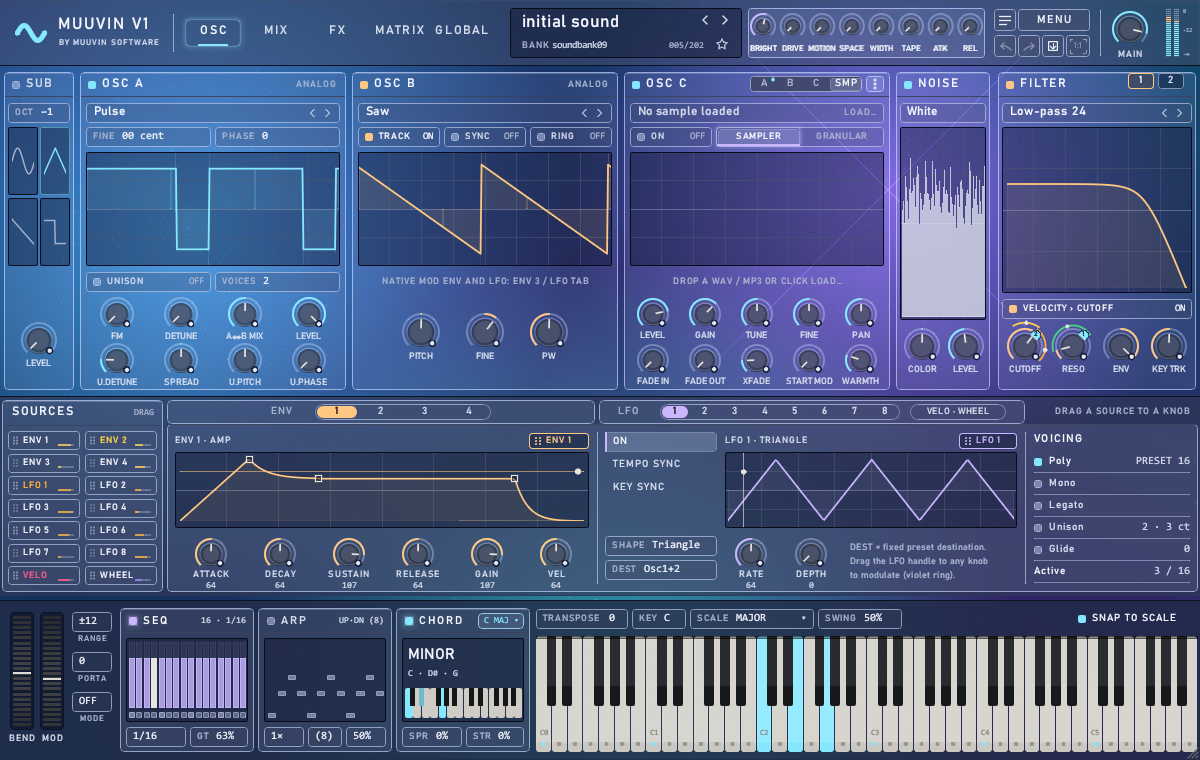 MUUVIN V1
BY MUUVIN SOFTWARE
OSC MIX FX MATRIX GLOBAL
initial sound
BANK soundbank09 005/202
BRIGHT DRIVE MOTION SPACE WIDTH TAPE ATK REL
MENU
1:1
MAIN
0
-12
SUB
OCT -1
LEVEL
OSC A ANALOG
Pulse
FINE 00 cent PHASE 0
UNISON OFF VOICES 2
FM DETUNE A↔B MIX LEVEL
U.DETUNE SPREAD U.PITCH U.PHASE
OSC B ANALOG
Saw
TRACK ON SYNC OFF RING OFF
NATIVE MOD ENV AND LFO: ENV 3 / LFO TAB
PITCH FINE PW
OSC C A B C SMP
No sample loaded LOAD…
ON OFF SAMPLER GRANULAR
DROP A WAV / MP3 OR CLICK LOAD…
LEVEL GAIN TUNE FINE PAN
FADE IN FADE OUT XFADE START MOD WARMTH
NOISE
White
COLOR LEVEL
FILTER 1 2
Low-pass 24
VELOCITY › CUTOFF ON
CUTOFF RESO ENV KEY TRK
SOURCES DRAG
ENV 1 ENV 2
ENV 3 ENV 4
LFO 1 LFO 2
LFO 3 LFO 4
LFO 5 LFO 6
LFO 7 LFO 8
VELO WHEEL
ENV 1 2 3 4
ENV 1 · AMP ENV 1
ATTACK DECAY SUSTAIN RELEASE GAIN VEL
64 64 107 64 107 64
LFO 1 2 3 4 5 6 7 8 VELO · WHEEL
DRAG A SOURCE TO A KNOB
ON
TEMPO SYNC
KEY SYNC
SHAPE Triangle
DEST Osc1+2
LFO 1 · TRIANGLE LFO 1
RATE DEPTH
64 0
DEST = fixed preset destination.
Drag the LFO handle to any knob
to modulate (violet ring).
VOICING
Poly PRESET 16
Mono
Legato
Unison 2 · 3 ct
Glide 0
Active 3 / 16
BEND MOD
±12
RANGE
0
PORTA
OFF
MODE
SEQ 16 · 1/16
1/16 GT 63%
ARP UP·DN (8)
1× (8) 50%
CHORD C MAJ
MINOR
C · D# · G
SPR 0% STR 0%
TRANSPOSE 0 KEY C SCALE MAJOR SWING 50% SNAP TO SCALE
C0 C1 C2 C3 C4 C5